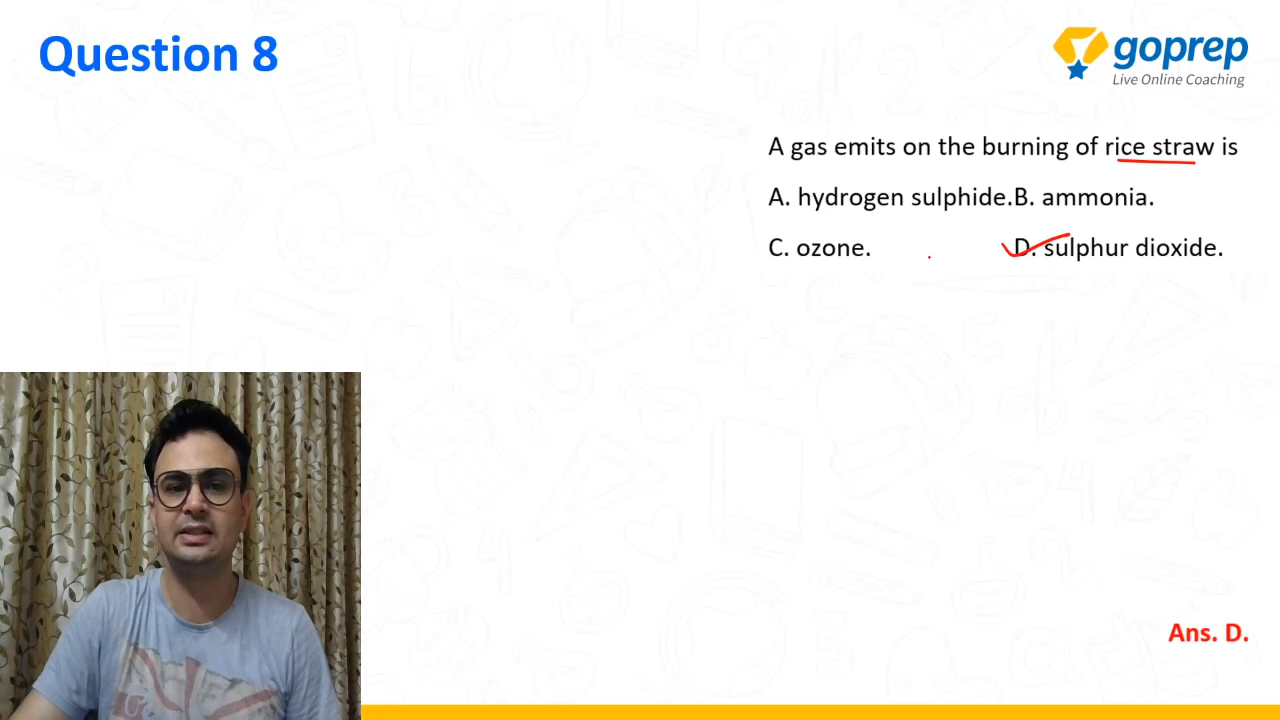 Question 8
goprep
Live Online Coaching
A gas emits on the burning of rice straw is
A. hydrogen sulphide.B. ammonia.
C. ozone. D. sulphur dioxide.
Ans. D.